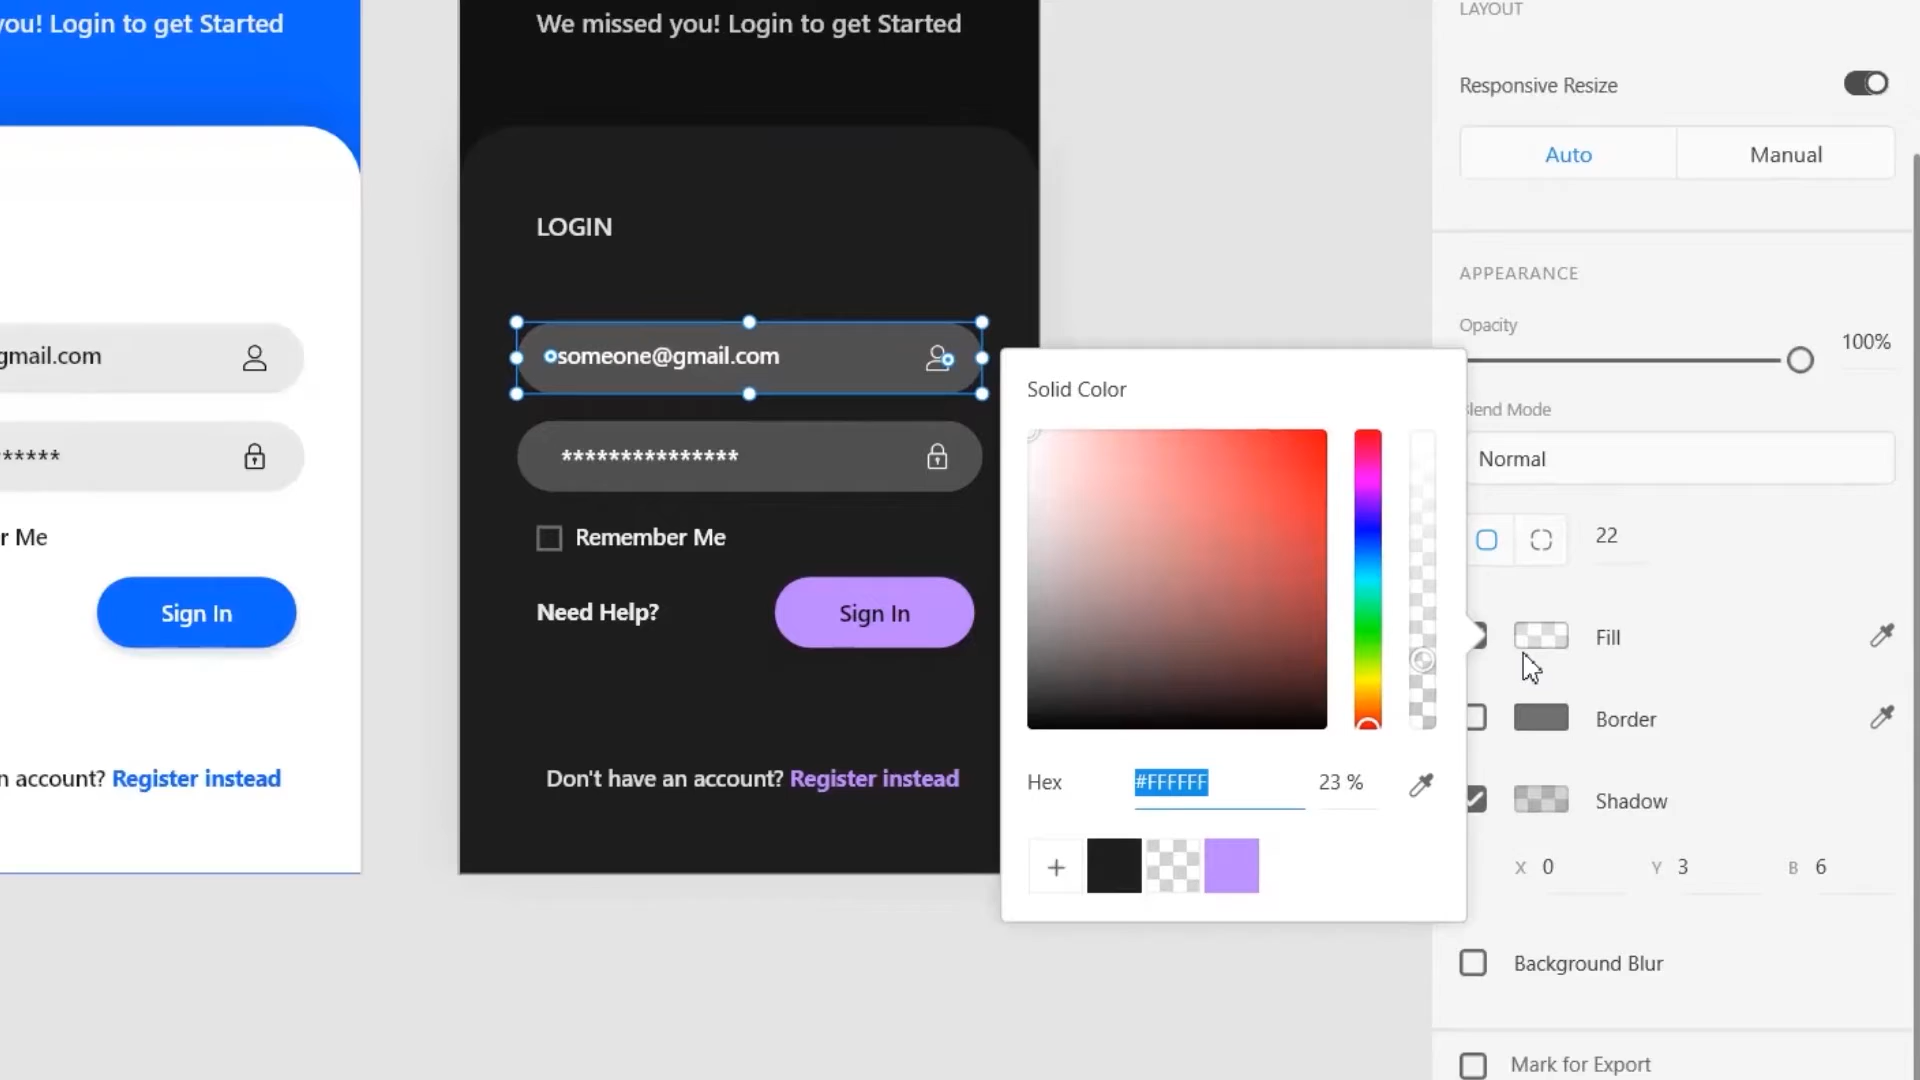 you! Login to get Started
gmail.com
******
r Me
Sign In
n account? Register instead
We missed you! Login to get Started
LOGIN
someone@gmail.com
***************
Remember Me
Need Help?
Sign In
Don't have an account? Register instead
Solid Color
Hex #FFFFFF 23 %
+
LAYOUT
Responsive Resize
Auto Manual
APPEARANCE
Opacity
100%
Blend Mode
Normal
22
Fill
Border
Shadow
X 0 Y 3 B 6
Background Blur
Mark for Export